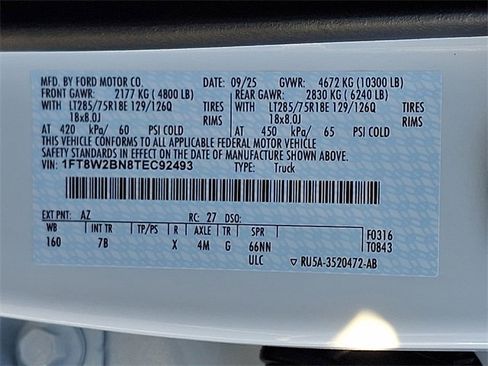 MFD. BY FORD MOTOR CO. DATE: 09/25 GVWR: 4672 KG (10300 LB)
FRONT GAWR: 2177 KG ( 4800 LB) REAR GAWR: 2830 KG ( 6240 LB)
WITH LT285/75R18E 129/126Q TIRES WITH LT285/75R18E 129/126Q TIRES
18x8.0J RIMS 18x8.0J RIMS
AT 420 kPa/ 60 PSI COLD AT 450 kPa/ 65 PSI COLD
THIS VEHICLE CONFORMS TO ALL APPLICABLE FEDERAL MOTOR VEHICLE
SAFETY STANDARDS IN EFFECT ON THE DATE OF MANUFACTURE SHOWN ABOVE.
VIN: 1FT8W2BN8TEC92493 TYPE: Truck
EXT PNT: AZ RC: 27 DSO:
WB INT TR TP/PS R AXLE TR SPR F0316
160 7B X 4M G 66NN T0843
ULC ▽ RU5A-3520472-AB